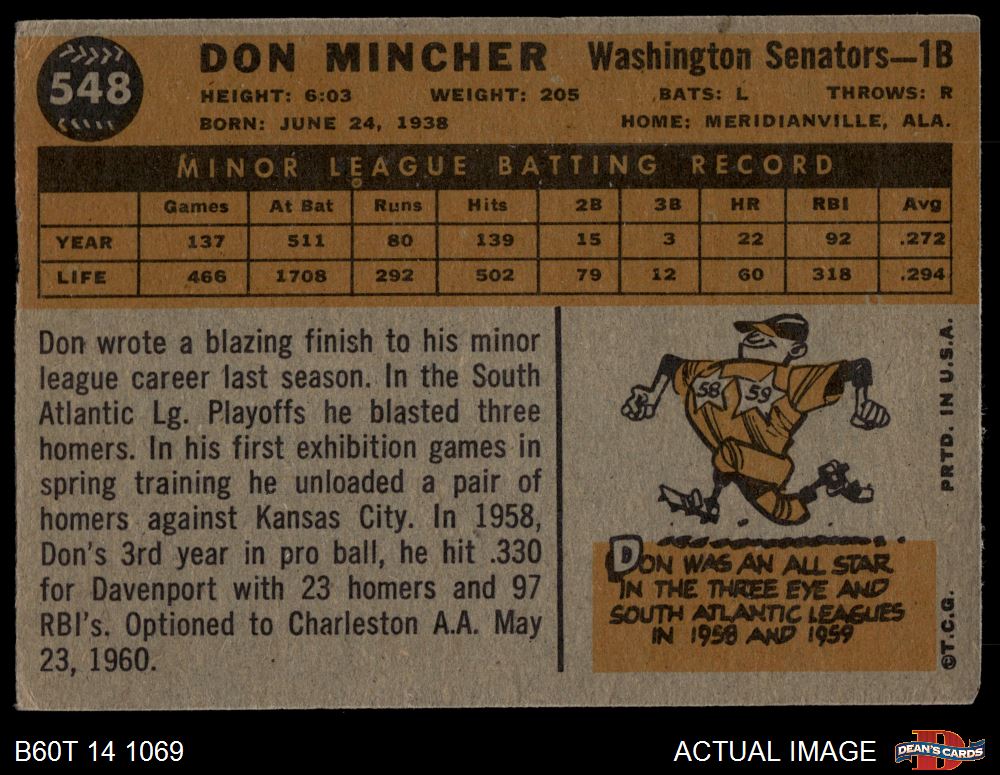 548
DON MINCHER Washington Senators—1B
HEIGHT: 6:03 WEIGHT: 205 BATS: L THROWS: R
BORN: JUNE 24, 1938 HOME: MERIDIANVILLE, ALA.
MINOR LEAGUE BATTING RECORD
Games At Bat Runs Hits 2B 3B HR RBI Avg
YEAR 137 511 80 139 15 3 22 92 .272
LIFE 466 1708 292 502 79 12 60 318 .294
Don wrote a blazing finish to his minor
league career last season. In the South
Atlantic Lg. Playoffs he blasted three
homers. In his first exhibition games in
spring training he unloaded a pair of
homers against Kansas City. In 1958,
Don's 3rd year in pro ball, he hit .330
for Davenport with 23 homers and 97
RBI's. Optioned to Charleston A.A. May
23, 1960.
58 59
DON WAS AN ALL STAR
IN THE THREE EYE AND
SOUTH ATLANTIC LEAGUES
IN 1958 AND 1959
©T.C.G. PRTD. IN U.S.A.
B60T 14 1069 ACTUAL IMAGE
D
DEAN'S CARDS